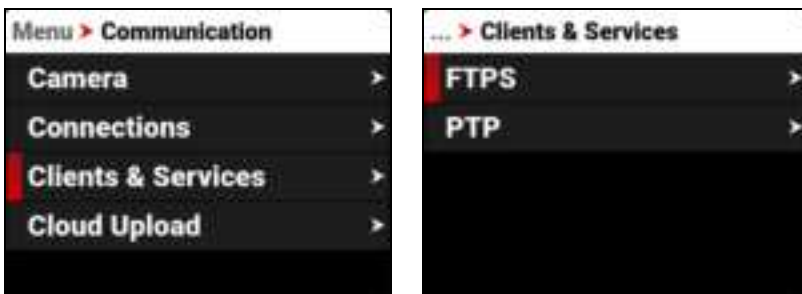 Menu > Communication
Camera >
Connections >
Clients & Services >
Cloud Upload >
... > Clients & Services
FTPS >
PTP >